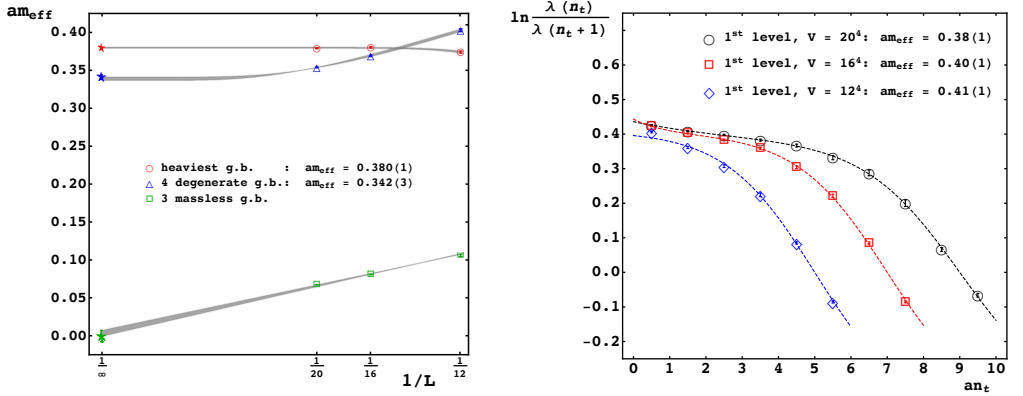 am_eff
0.40
0.35
0.30
0.25
0.20
0.15
0.10
0.05
0.00
heaviest g.b. : am_eff = 0.380(1)
4 degenerate g.b.: am_eff = 0.342(3)
3 massless g.b.
1/∞ 1/20 1/16 1/12
1/L
ln λ(n_t)/λ(n_t+1)
1st level, V = 20⁴: am_eff = 0.38(1)
1st level, V = 16⁴: am_eff = 0.40(1)
1st level, V = 12⁴: am_eff = 0.41(1)
0.5
0.4
0.3
0.2
0.1
0.0
-0.1
-0.2
0 1 2 3 4 5 6 7 8 9 10
an_t